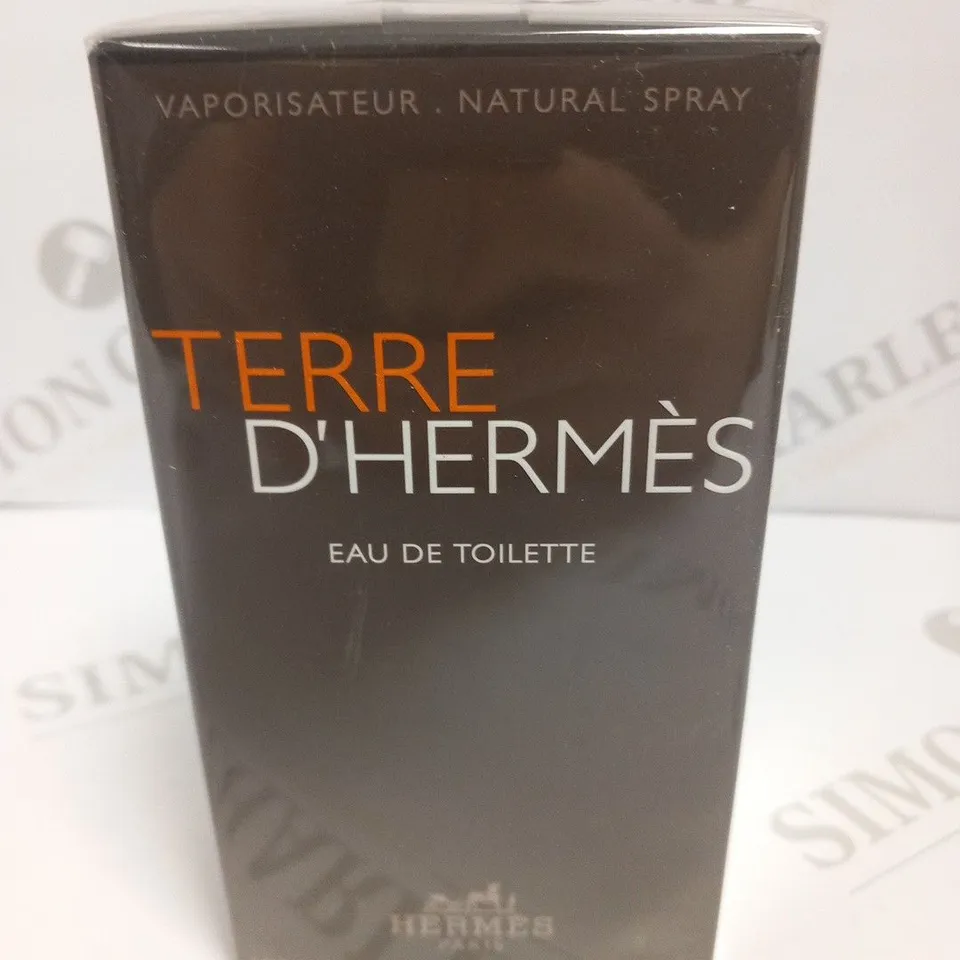 VAPORISATEUR . NATURAL SPRAY
TERRE
D'HERMÈS
EAU DE TOILETTE
HERMÈS
PARIS